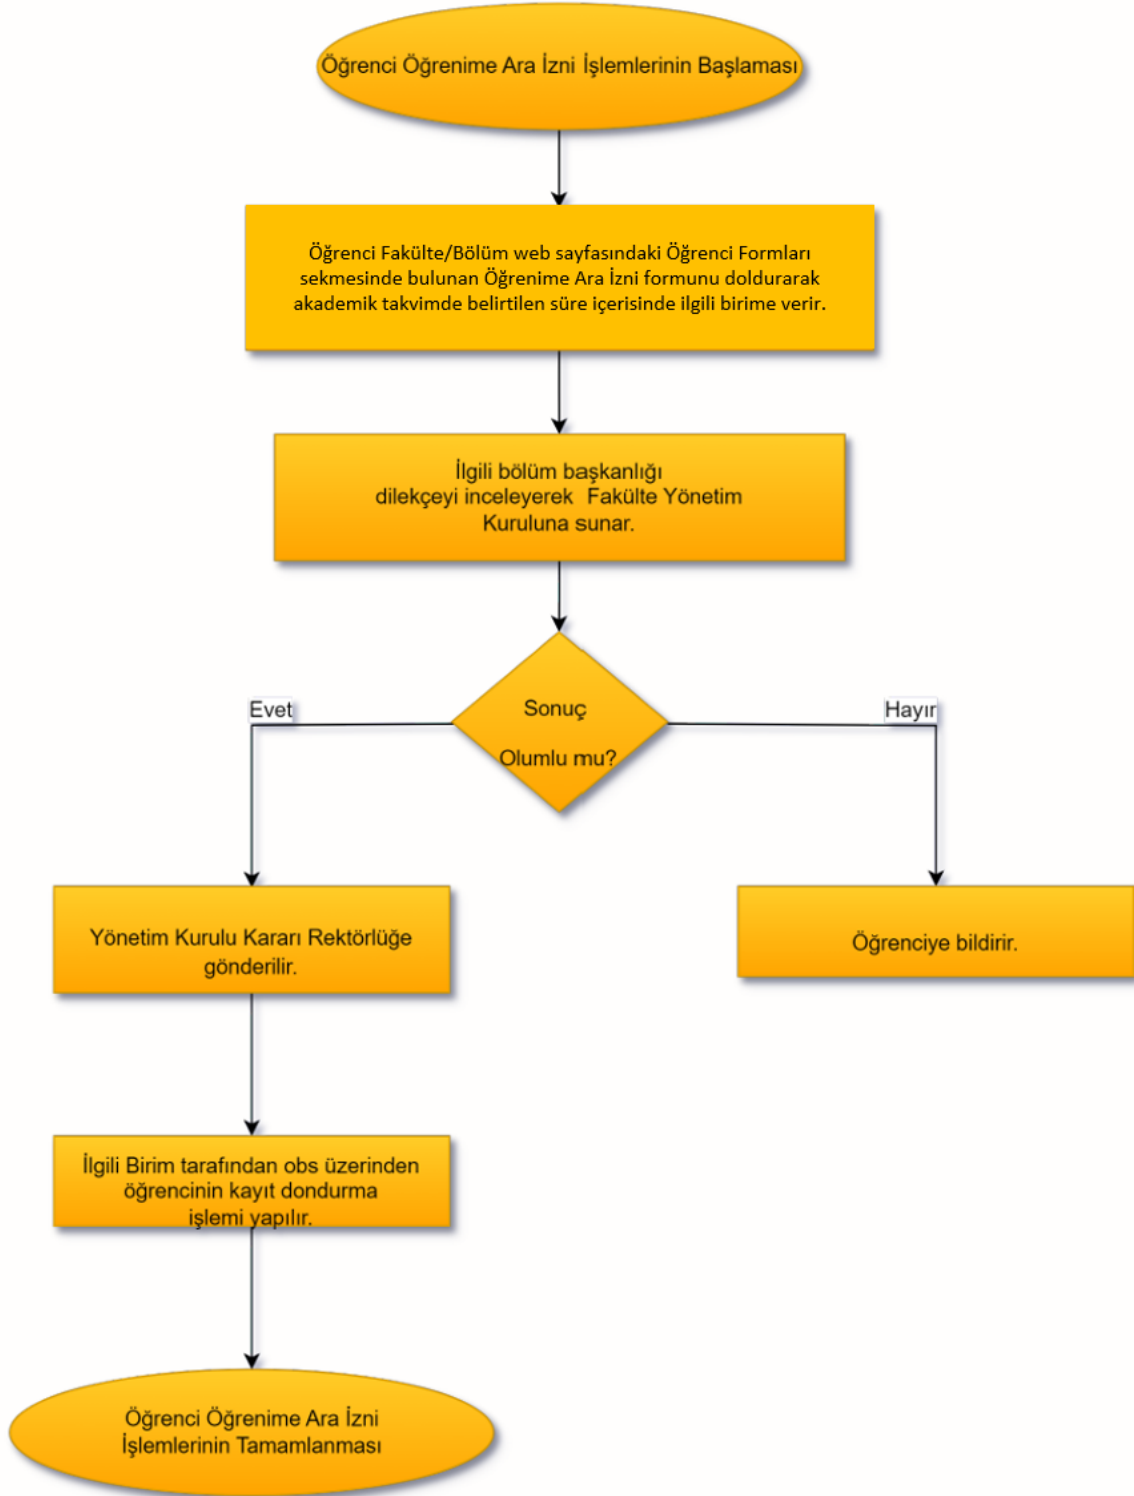 Öğrenci Öğrenime Ara İzni İşlemlerinin Başlaması
Öğrenci Fakülte/Bölüm web sayfasındaki Öğrenci Formları
sekmesinde bulunan Öğrenime Ara İzni formunu doldurarak
akademik takvimde belirtilen süre içerisinde ilgili birime verir.
İlgili bölüm başkanlığı
dilekçeyi inceleyerek Fakülte Yönetim
Kuruluna sunar.
Sonuç
Olumlu mu?
Evet
Hayır
Yönetim Kurulu Kararı Rektörlüğe
gönderilir.
Öğrenciye bildirir.
İlgili Birim tarafından obs üzerinden
öğrencinin kayıt dondurma
işlemi yapılır.
Öğrenci Öğrenime Ara İzni
İşlemlerinin Tamamlanması